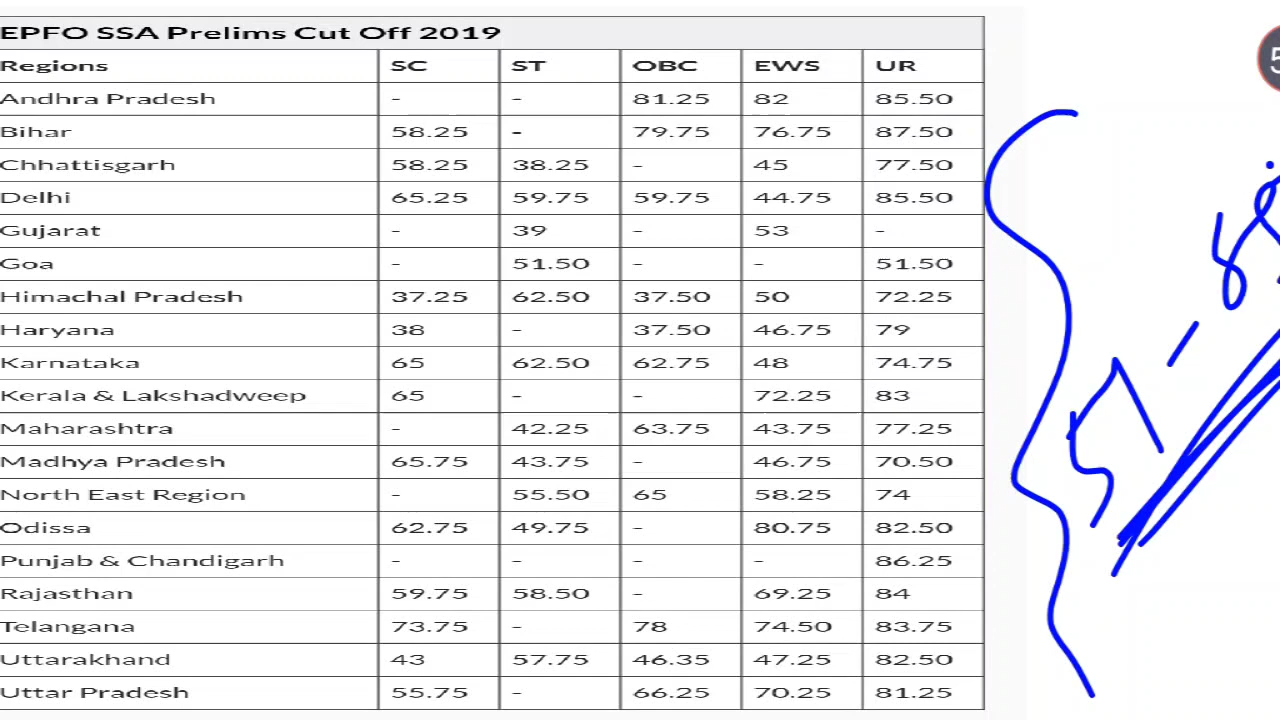 EPFO SSA Prelims Cut Off 2019
Regions SC ST OBC EWS UR
Andhra Pradesh - - 81.25 82 85.50
Bihar 58.25 - 79.75 76.75 87.50
Chhattisgarh 58.25 38.25 - 45 77.50
Delhi 65.25 59.75 59.75 44.75 85.50
Gujarat - 39 - 53 -
Goa - 51.50 - - 51.50
Himachal Pradesh 37.25 62.50 37.50 50 72.25
Haryana 38 - 37.50 46.75 79
Karnataka 65 62.50 62.75 48 74.75
Kerala & Lakshadweep 65 - - 72.25 83
Maharashtra - 42.25 63.75 43.75 77.25
Madhya Pradesh 65.75 43.75 - 46.75 70.50
North East Region - 55.50 65 58.25 74
Odissa 62.75 49.75 - 80.75 82.50
Punjab & Chandigarh - - - - 86.25
Rajasthan 59.75 58.50 - 69.25 84
Telangana 73.75 - 78 74.50 83.75
Uttarakhand 43 57.75 46.35 47.25 82.50
Uttar Pradesh 55.75 - 66.25 70.25 81.25